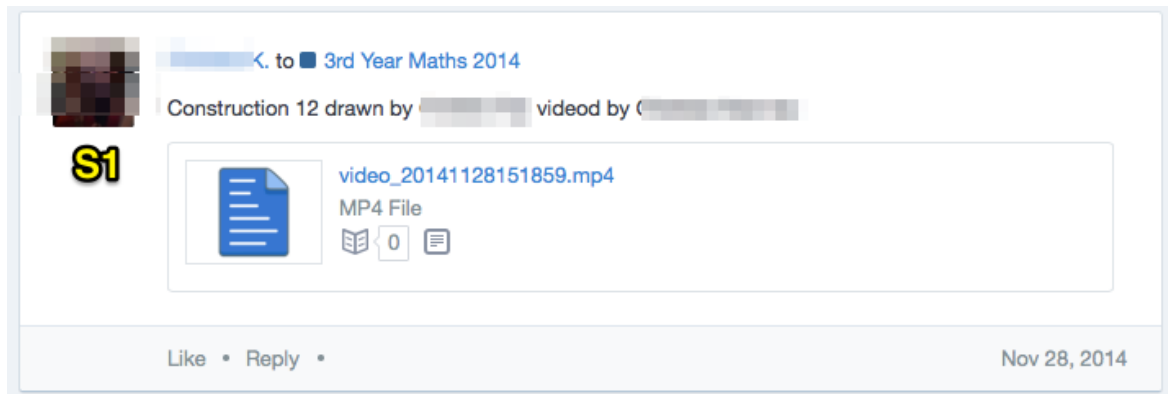 K. to 3rd Year Maths 2014
Construction 12 drawn by videod by
S1
video_20141128151859.mp4
MP4 File
0
Like • Reply •
Nov 28, 2014